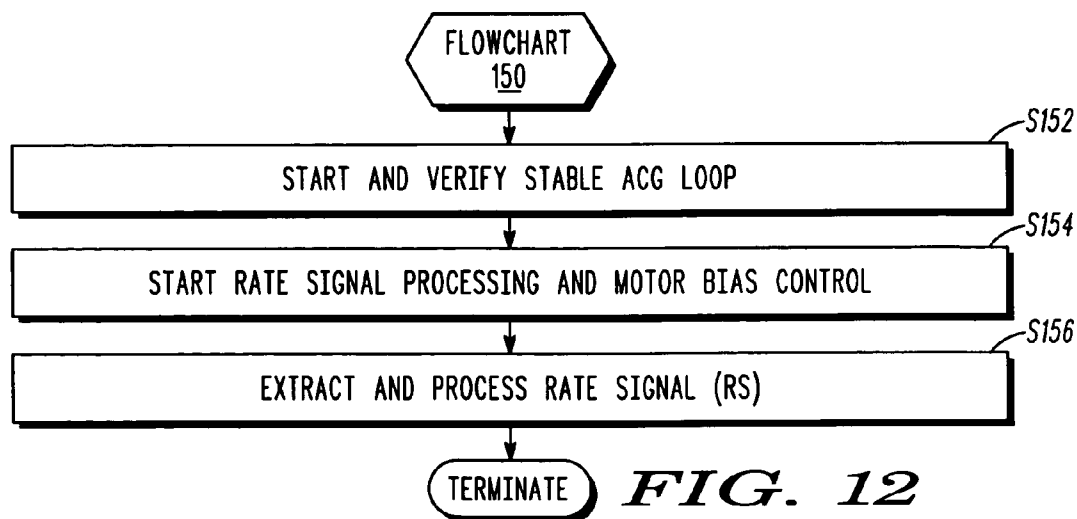 FLOWCHART
150
S152
START AND VERIFY STABLE ACG LOOP
S154
START RATE SIGNAL PROCESSING AND MOTOR BIAS CONTROL
S156
EXTRACT AND PROCESS RATE SIGNAL (RS)
TERMINATE
FIG. 12